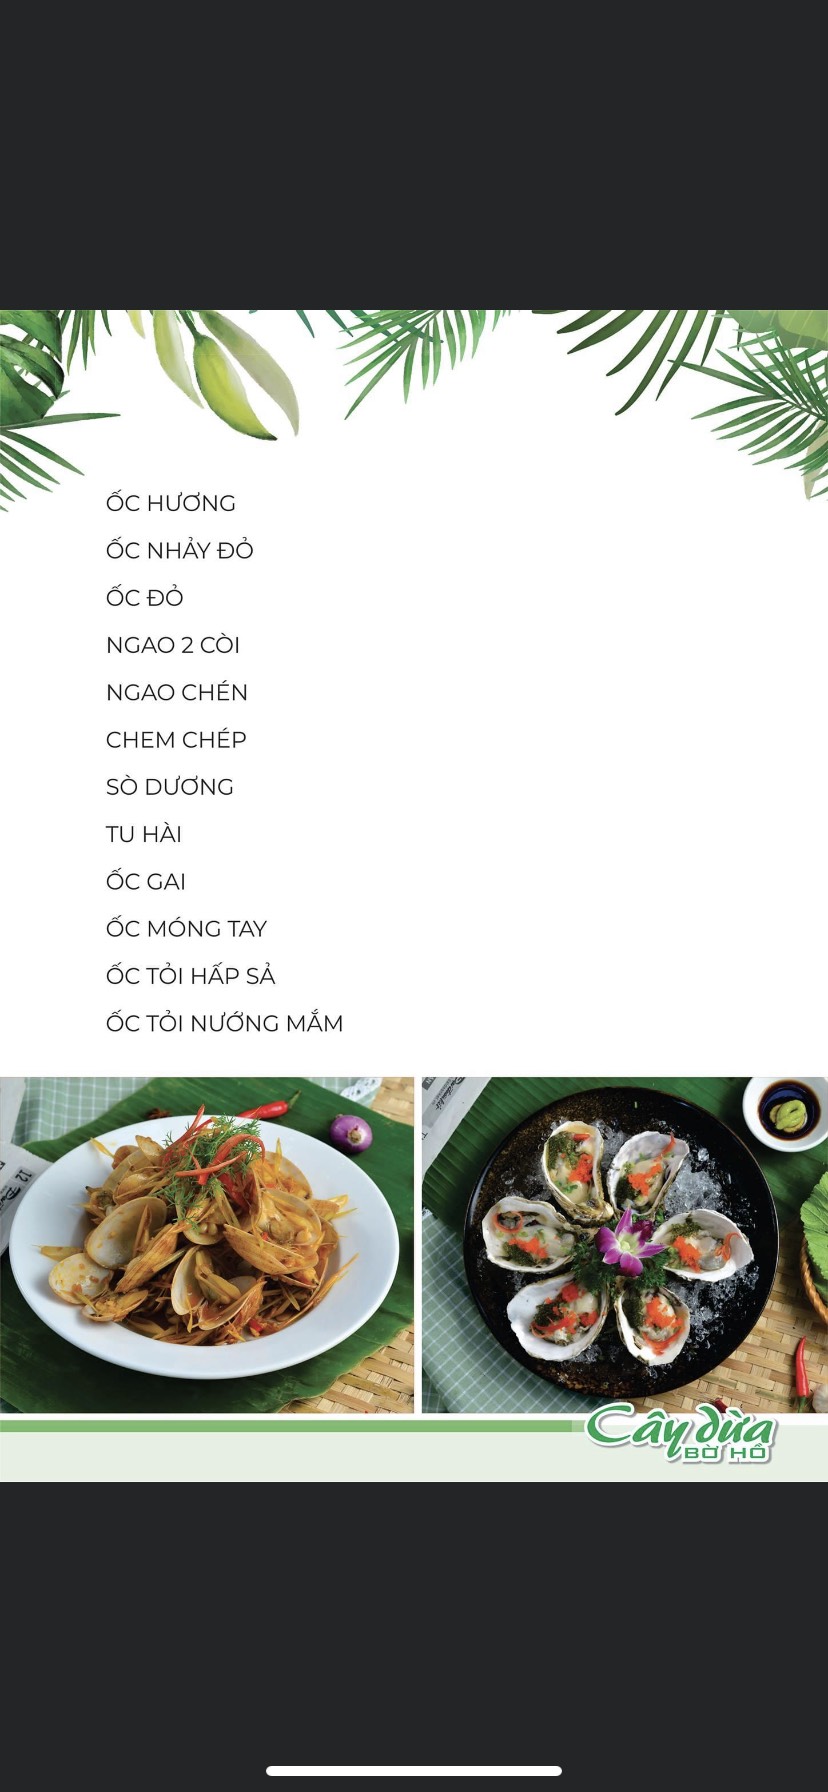 ỐC HƯƠNG
ỐC NHẢY ĐỎ
ỐC ĐỎ
NGAO 2 CÒI
NGAO CHÉN
CHEM CHÉP
SÒ DƯƠNG
TU HÀI
ỐC GAI
ỐC MÓNG TAY
ỐC TỎI HẤP SẢ
ỐC TỎI NƯỚNG MẮM
Cây dừa
BỜ HỒ